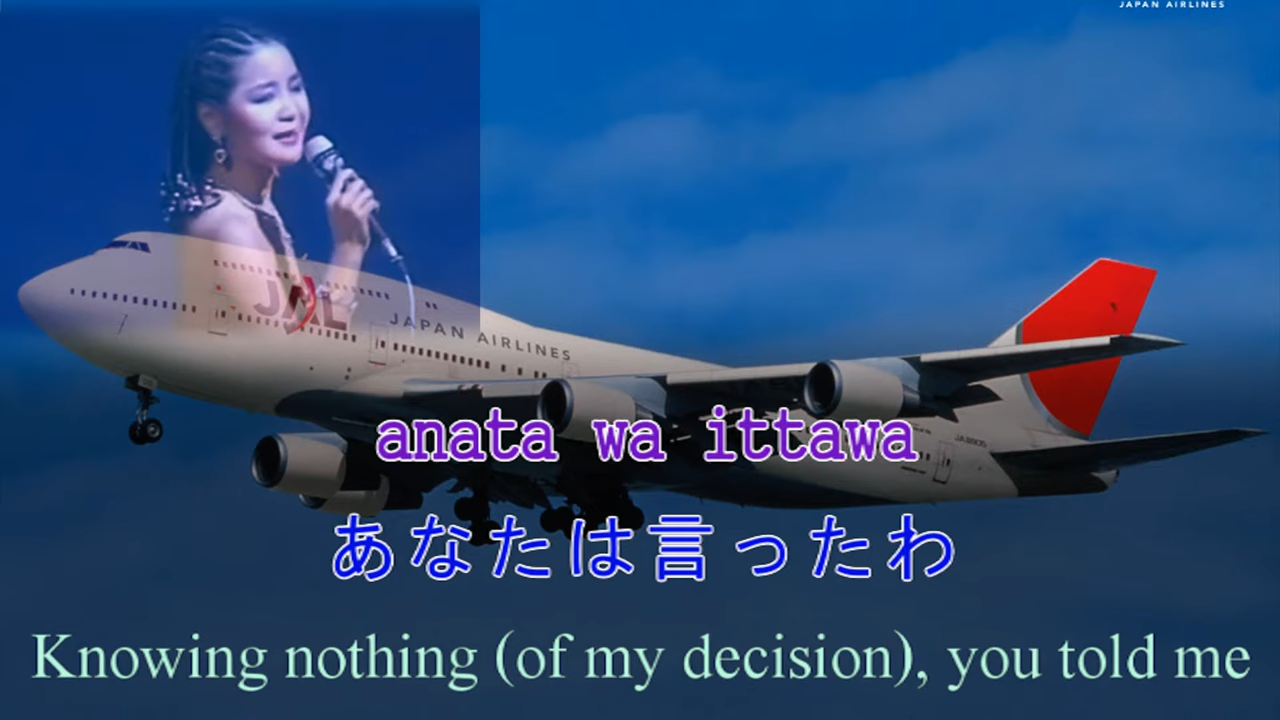 JAPAN AIRLINES
JAL
JAPAN AIRLINES
anata wa ittawa
あなたは言ったわ
Knowing nothing (of my decision), you told me